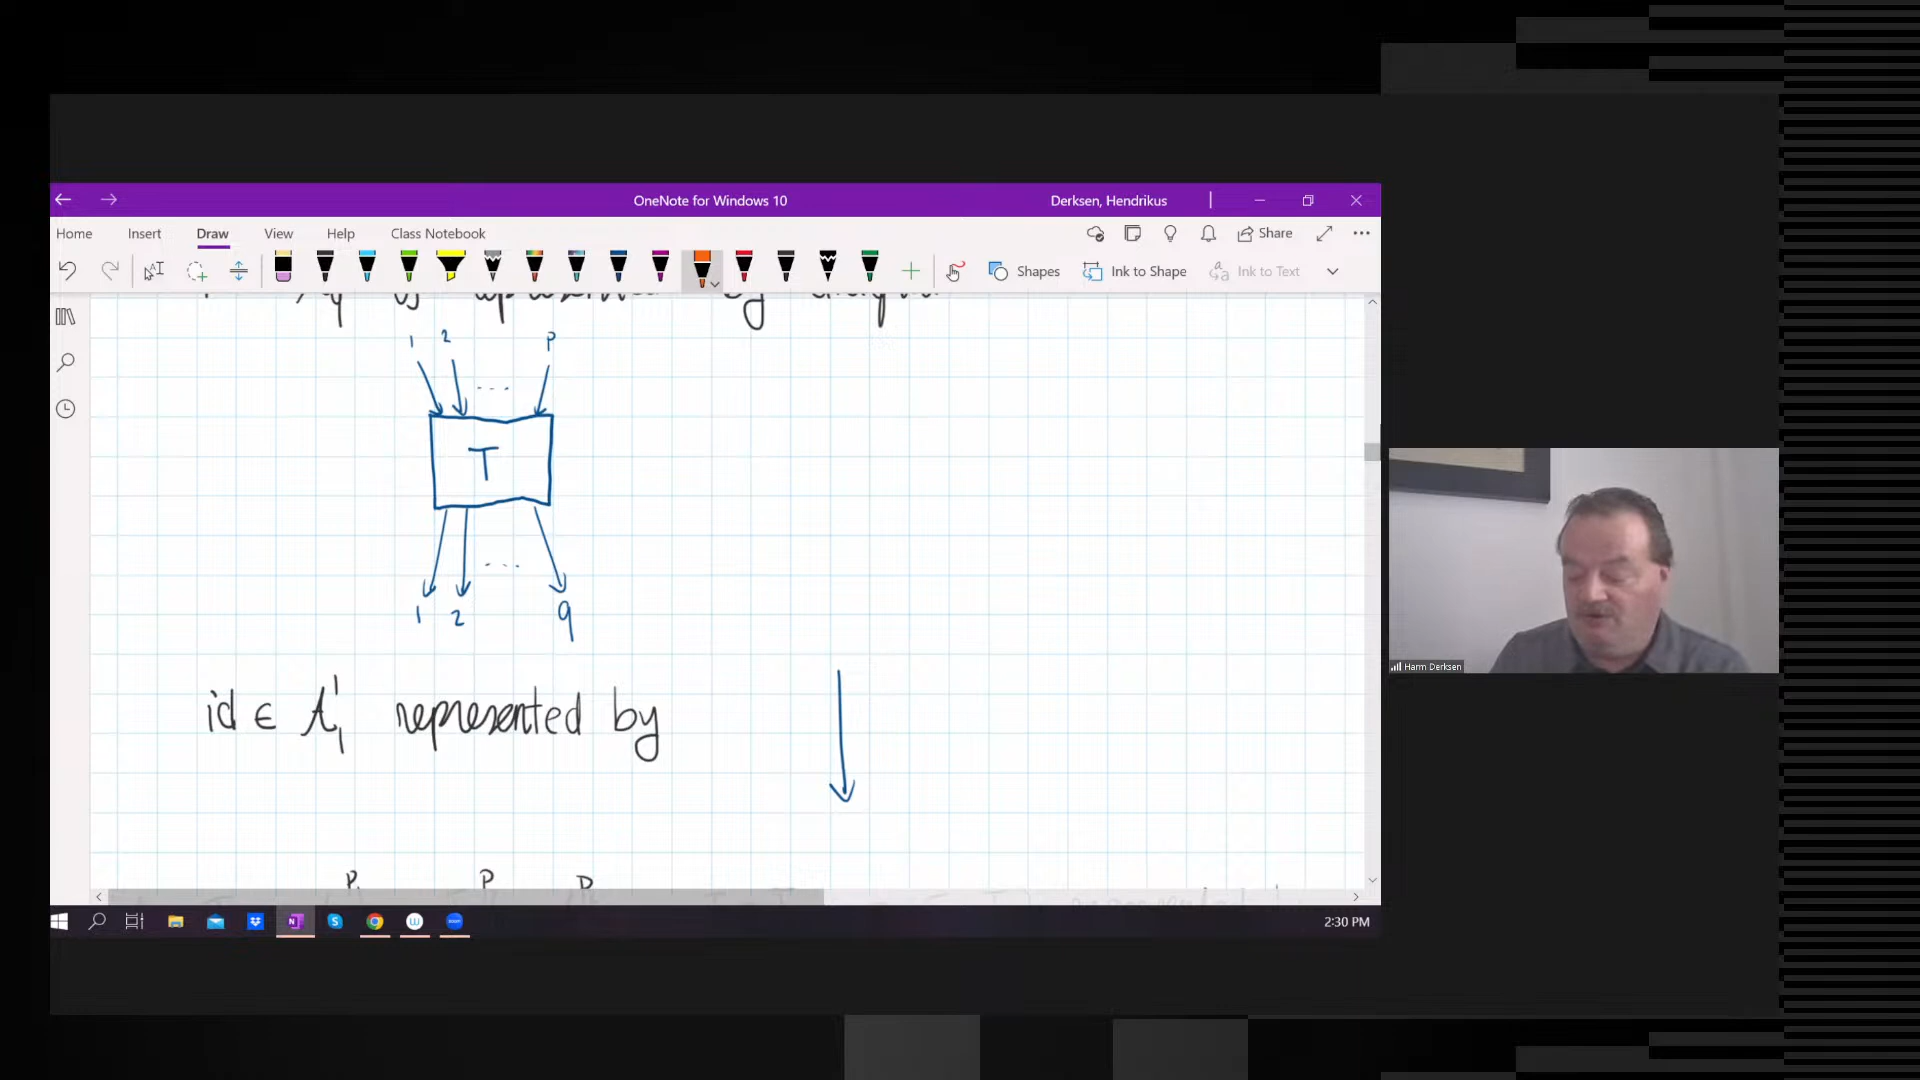 OneNote for Windows 10
Derksen, Hendrikus
Home Insert Draw View Help Class Notebook
Share
Shapes Ink to Shape Ink to Text
by
1 2 P
- - -
T
. . . .
1 2 q
id ∈ 𝒜¹₁ represented by
P P P
Harm Derksen
2:30 PM